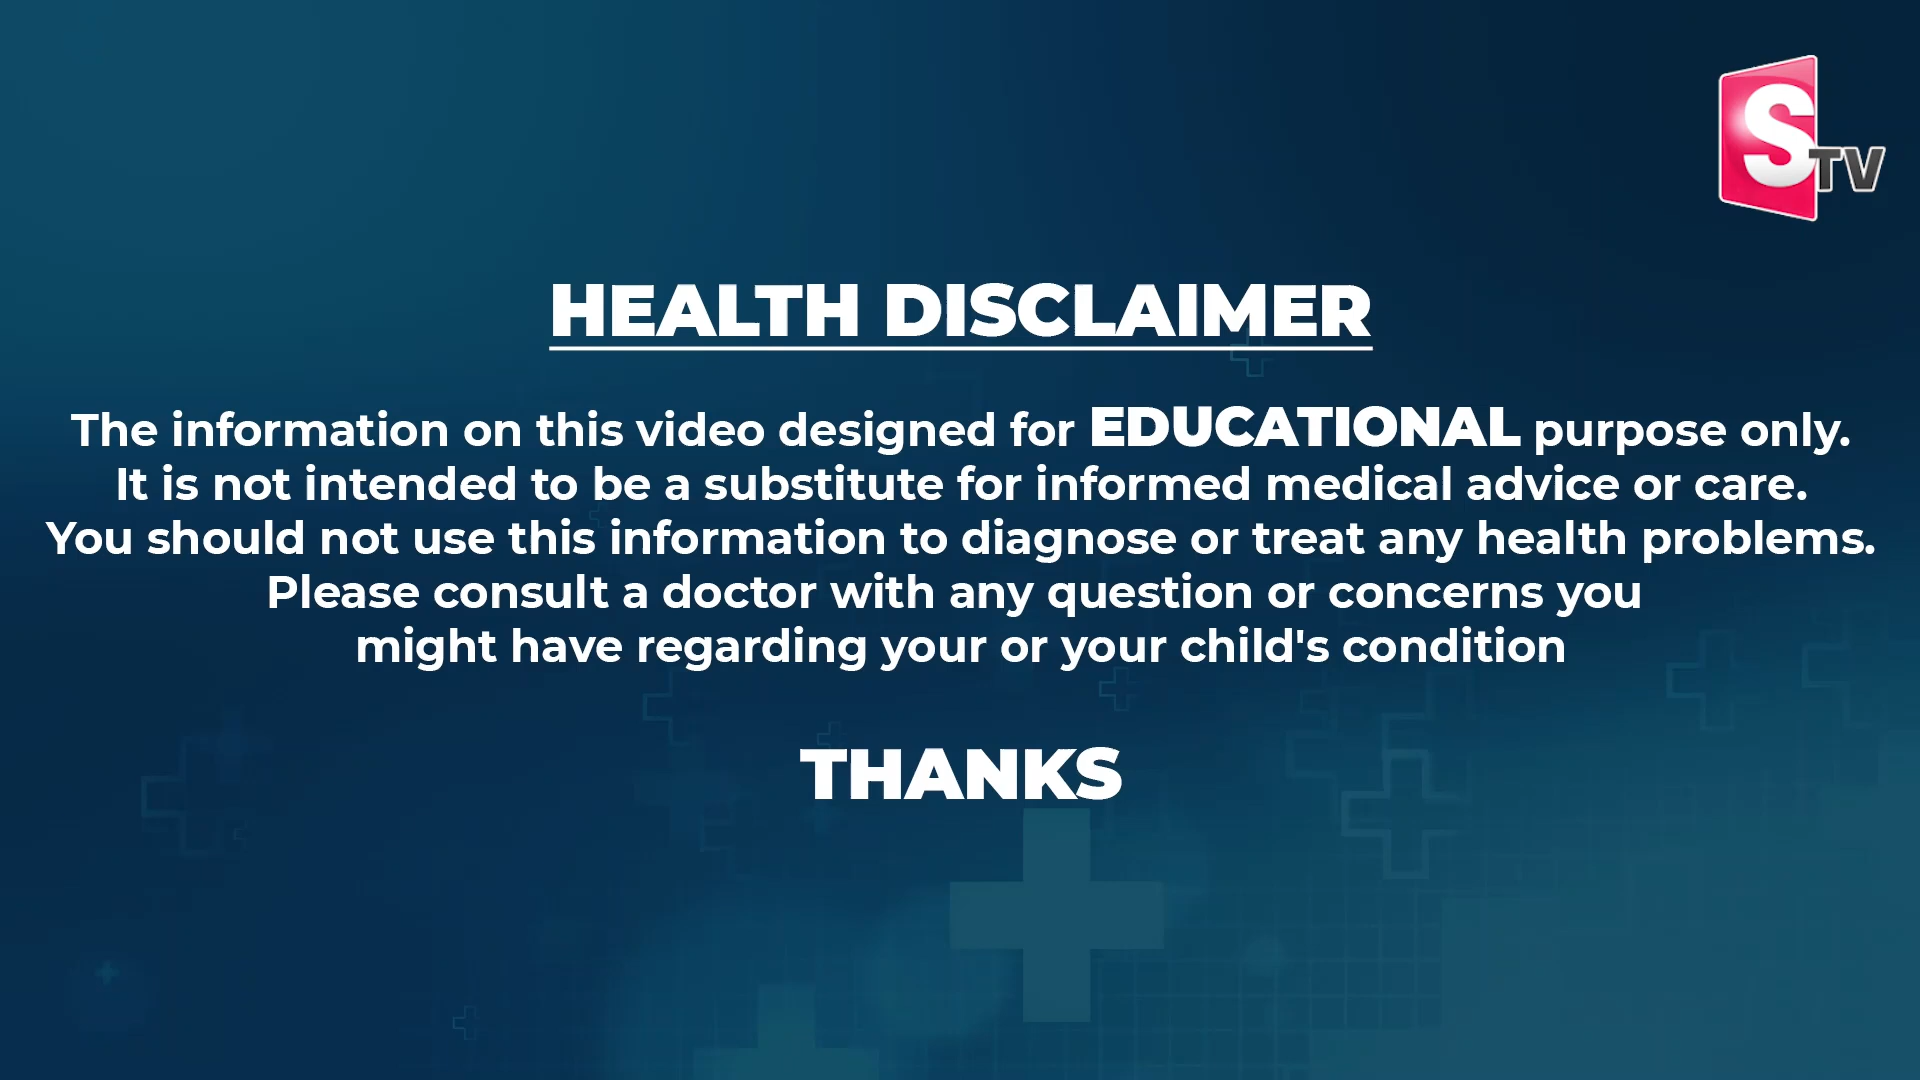 STV
HEALTH DISCLAIMER
The information on this video designed for EDUCATIONAL purpose only.
It is not intended to be a substitute for informed medical advice or care.
You should not use this information to diagnose or treat any health problems.
Please consult a doctor with any question or concerns you
might have regarding your or your child's condition
THANKS